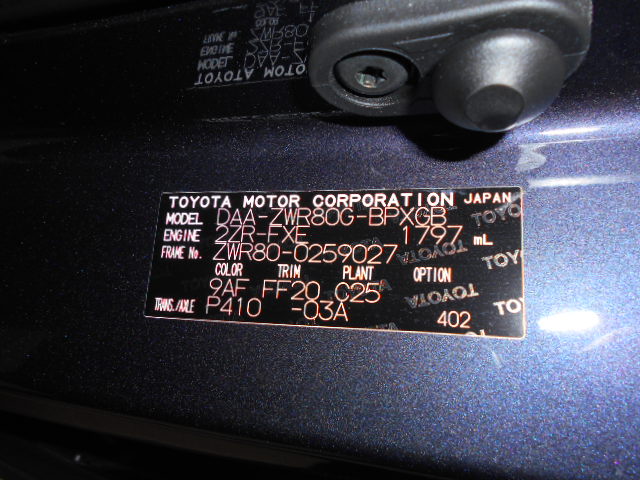 TOYOTA MOTOR CORPORATION JAPAN
MODEL DAA-ZWR80G-BPXGB
ENGINE 2ZR-FXE 1797 mL
FRAME No. ZWR80-0259027
COLOR TRIM PLANT OPTION
9AF FF20 C25
TRANS./AXLE P410 -03A
402